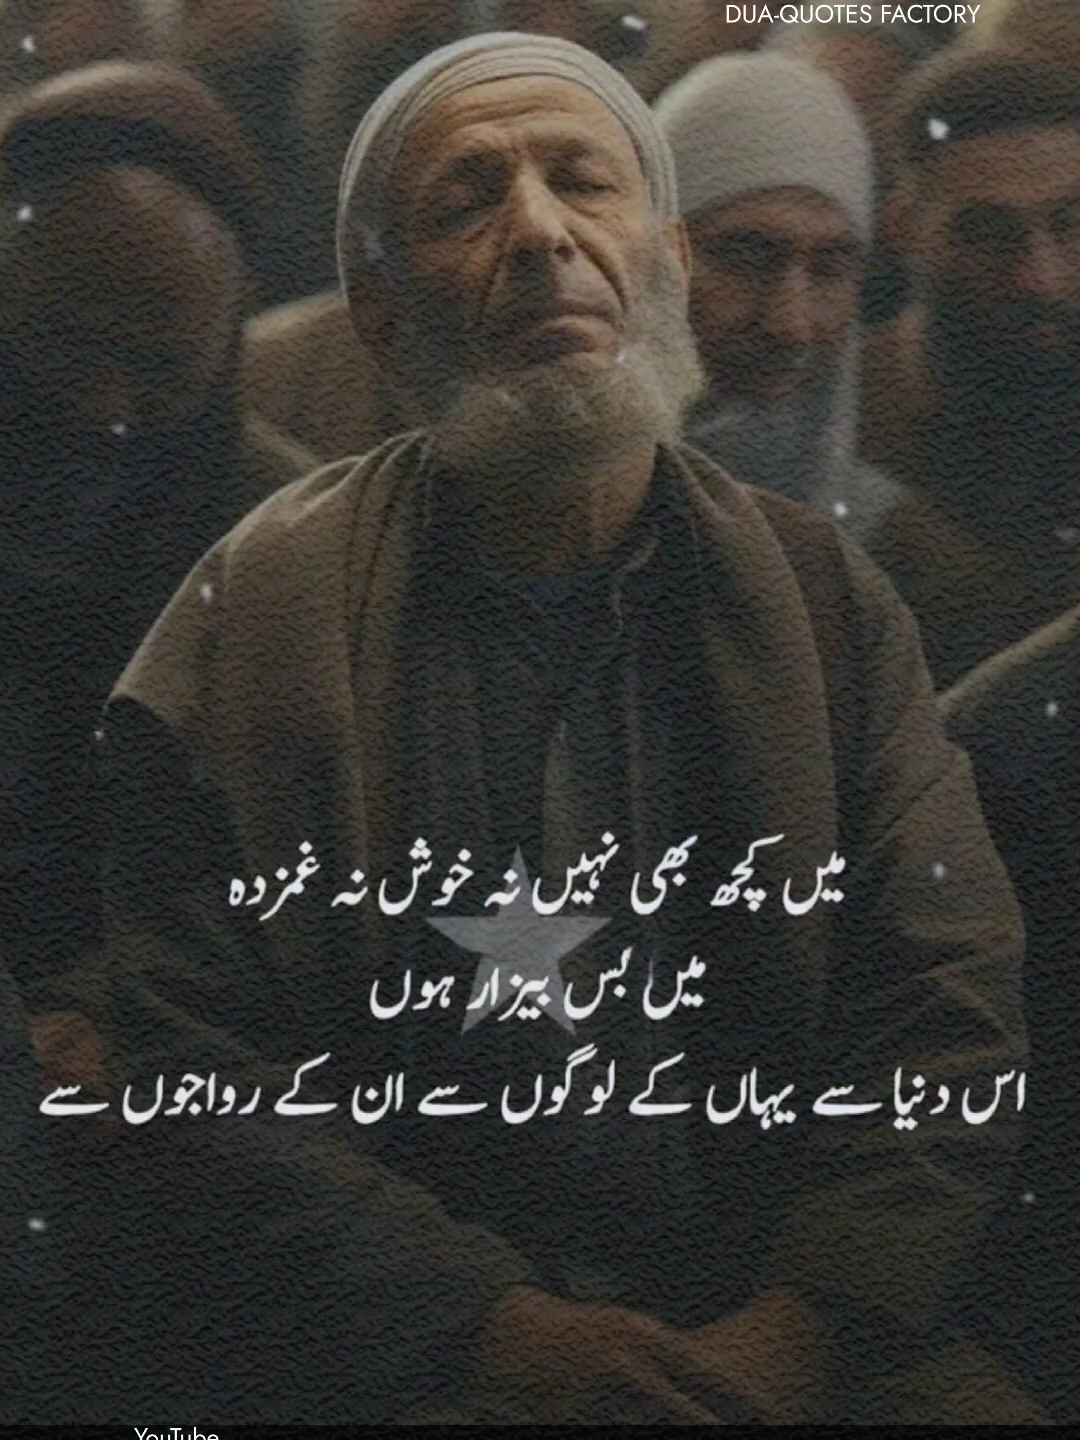 DUA-QUOTES FACTORY
میں کچھ بھی نہیں نہ خوش نہ غمزدہ
میں بس بیزار ہوں
اس دنیا سے یہاں کے لوگوں سے ان کے رواجوں سے
YouTube